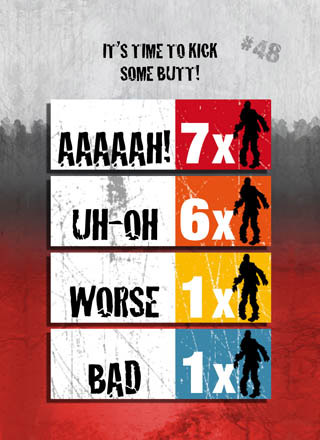 IT'S TIME TO KICK
SOME BUTT!
#48
AAAAAH! 7x
UH-OH 6x
WORSE 1x
BAD 1x